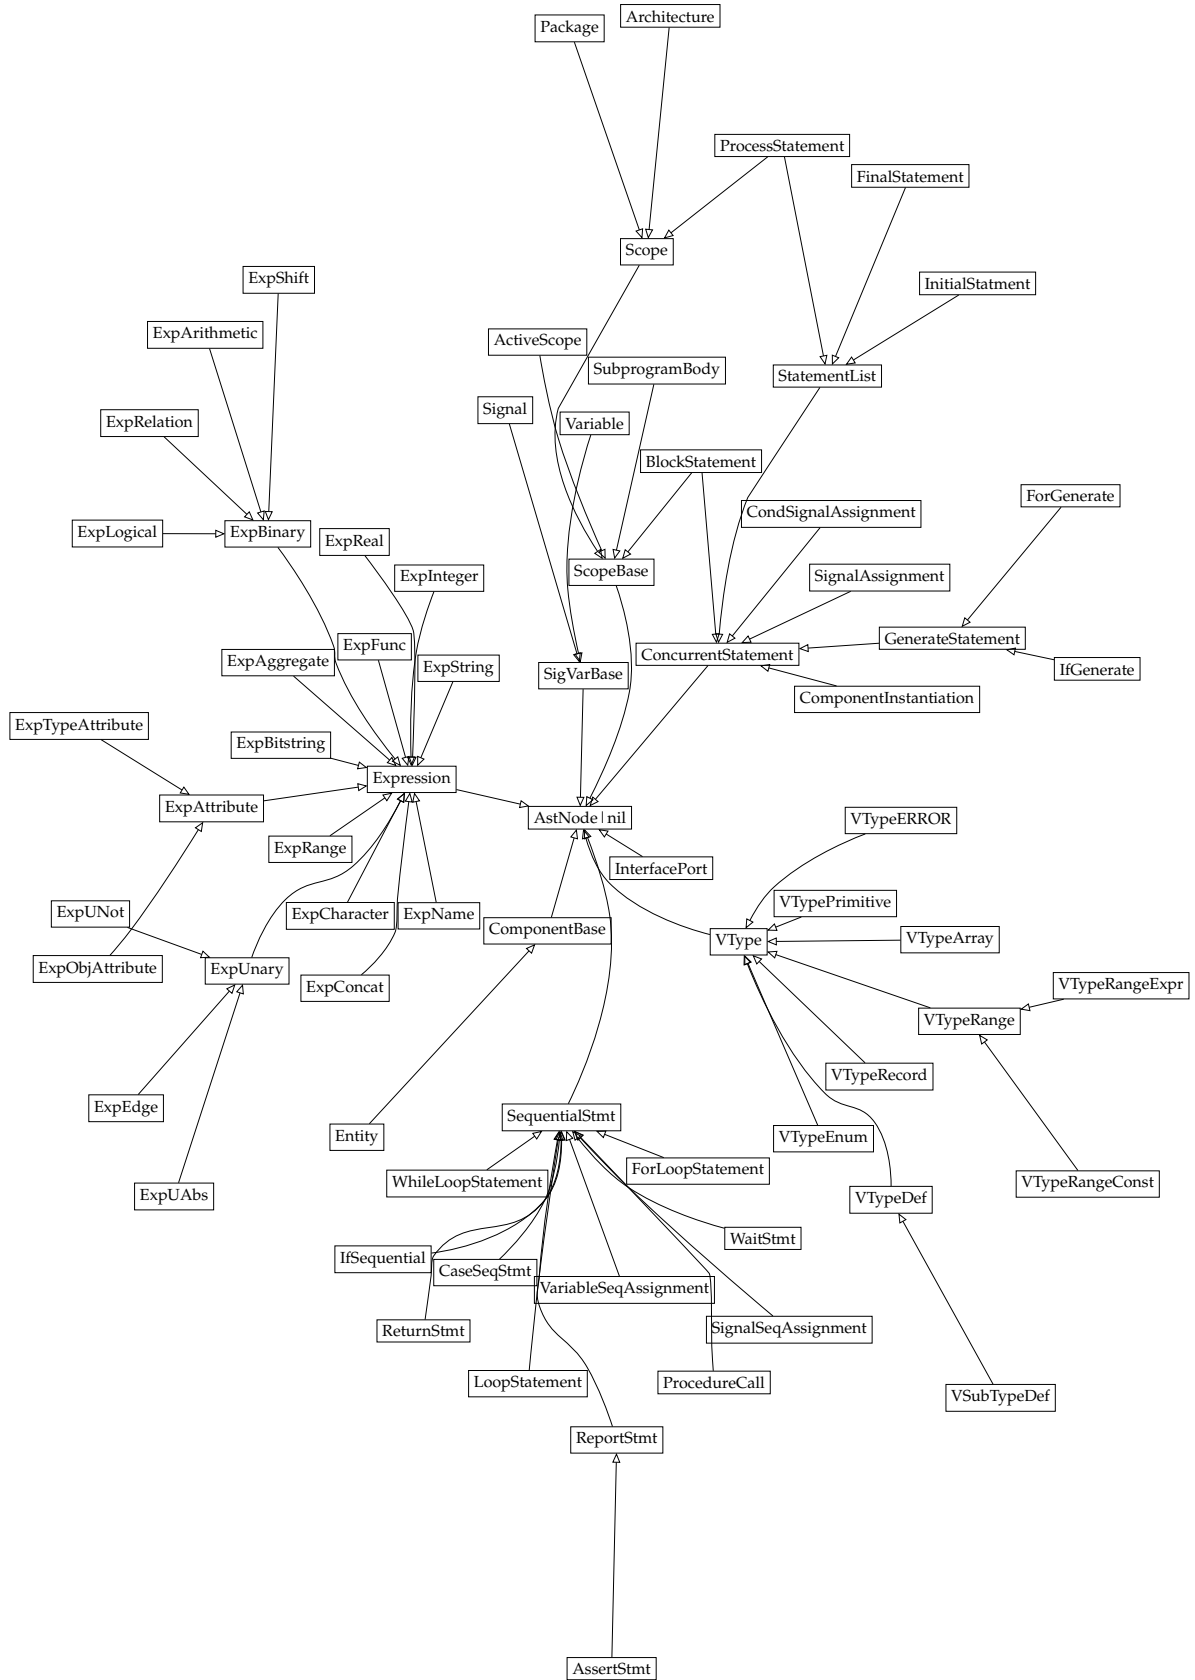 Architecture
Package
ProcessStatement
FinalStatement
Scope
ExpShift
InitialStatment
ExpArithmetic
ActiveScope
SubprogramBody
StatementList
Signal
ExpRelation
Variable
BlockStatement
ForGenerate
CondSignalAssignment
ExpLogical
ExpBinary
ExpReal
ScopeBase
ExpInteger
SignalAssignment
GenerateStatement
ExpFunc
ConcurrentStatement
ExpAggregate
ExpString
IfGenerate
SigVarBase
ComponentInstantiation
ExpTypeAttribute
ExpBitstring
Expression
ExpAttribute
AstNode|nil
VTypeERROR
ExpRange
InterfacePort
VTypePrimitive
ExpUNot
ExpCharacter
ExpName
ComponentBase
VType
VTypeArray
ExpObjAttribute
ExpUnary
ExpConcat
VTypeRangeExpr
VTypeRange
VTypeRecord
ExpEdge
SequentialStmt
Entity
VTypeEnum
ForLoopStatement
WhileLoopStatement
VTypeRangeConst
ExpUAbs
VTypeDef
WaitStmt
IfSequential
CaseSeqStmt
VariableSeqAssignment
ReturnStmt
SignalSeqAssignment
LoopStatement
ProcedureCall
VSubTypeDef
ReportStmt
AssertStmt